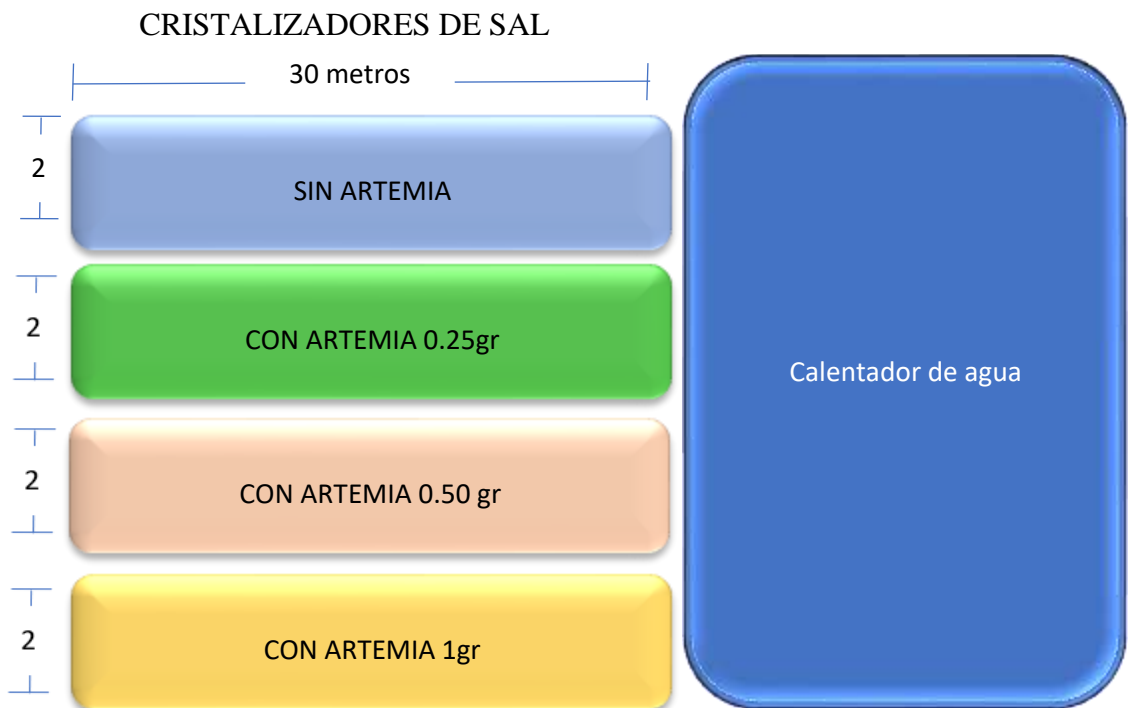 CRISTALIZADORES DE SAL
30 metros
2
SIN ARTEMIA
2
CON ARTEMIA 0.25gr
Calentador de agua
2
CON ARTEMIA 0.50 gr
2
CON ARTEMIA 1gr